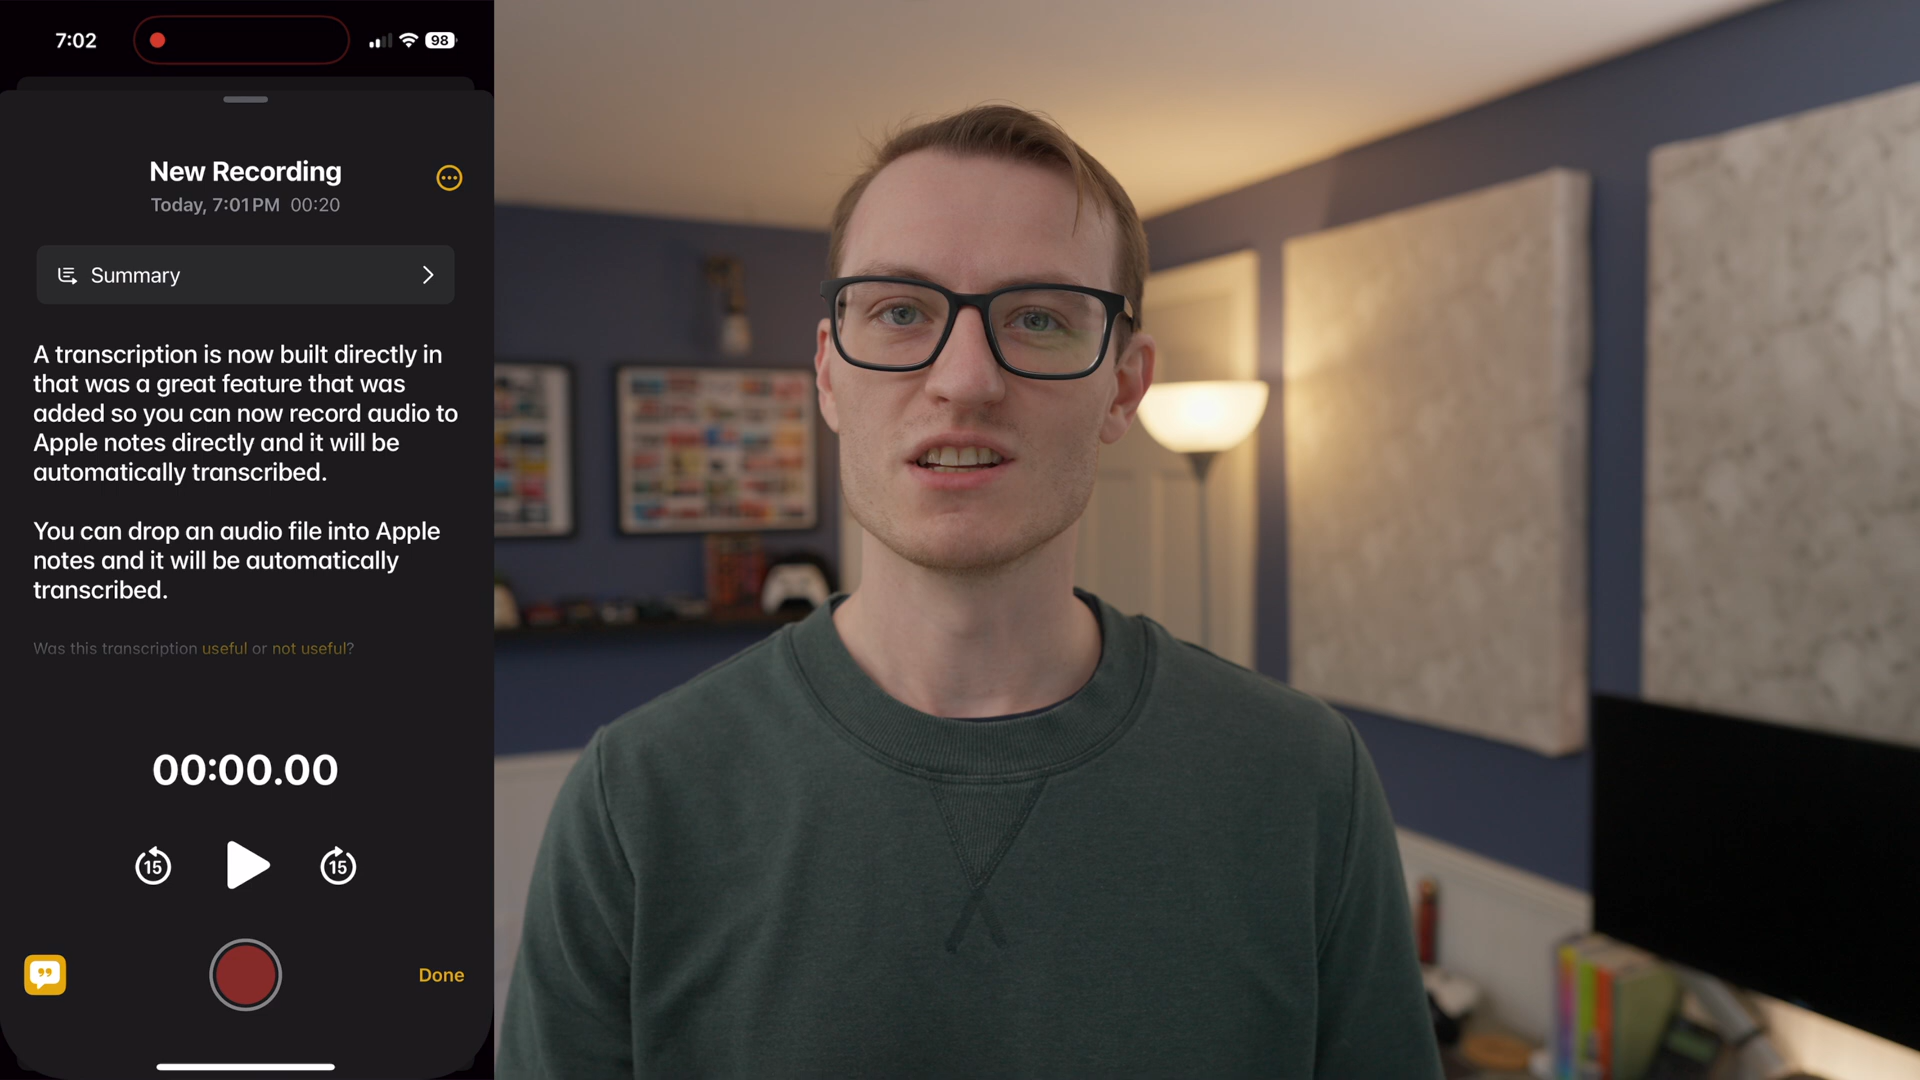 7:02
98
New Recording
Today, 7:01 PM 00:20
Summary
A transcription is now built directly in
that was a great feature that was
added so you can now record audio to
Apple notes directly and it will be
automatically transcribed.
You can drop an audio file into Apple
notes and it will be automatically
transcribed.
Was this transcription useful or not useful?
00:00.00
15
15
Done